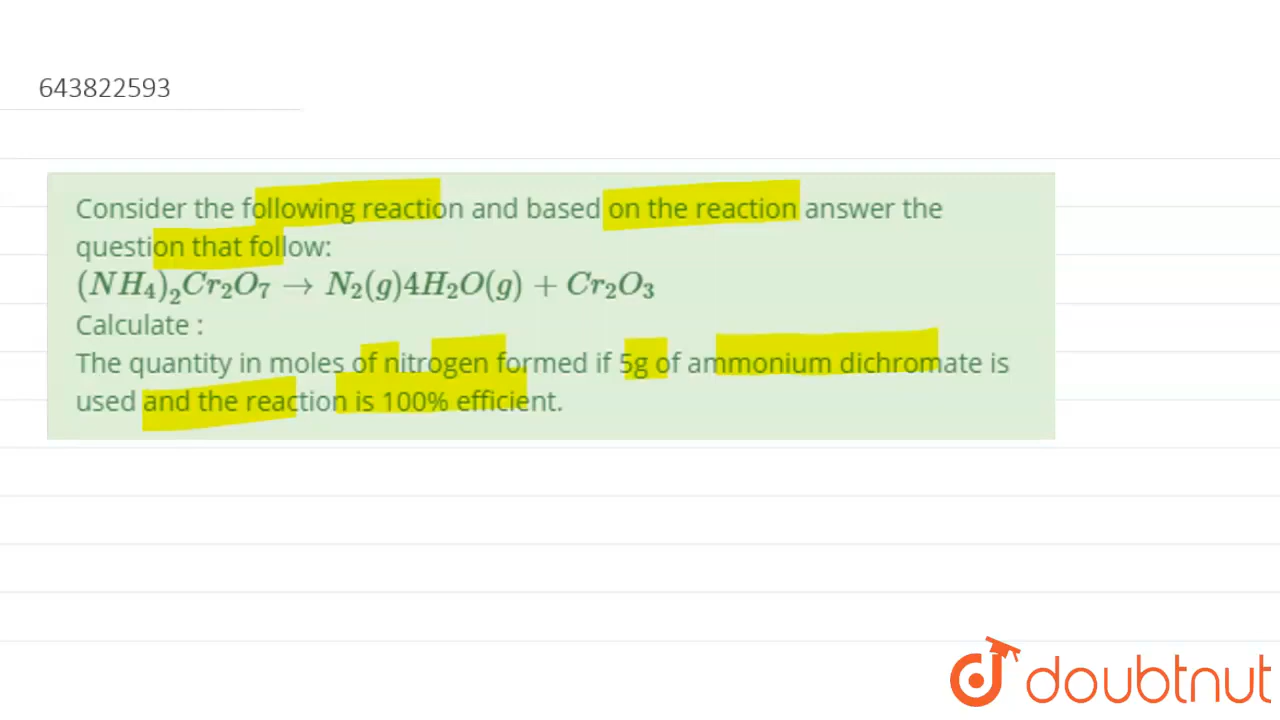 643822593
Consider the following reaction and based on the reaction answer the
question that follow:
(NH₄)₂Cr₂O₇ → N₂(g)4H₂O(g) + Cr₂O₃
Calculate :
The quantity in moles of nitrogen formed if 5g of ammonium dichromate is
used and the reaction is 100% efficient.
doubtnut